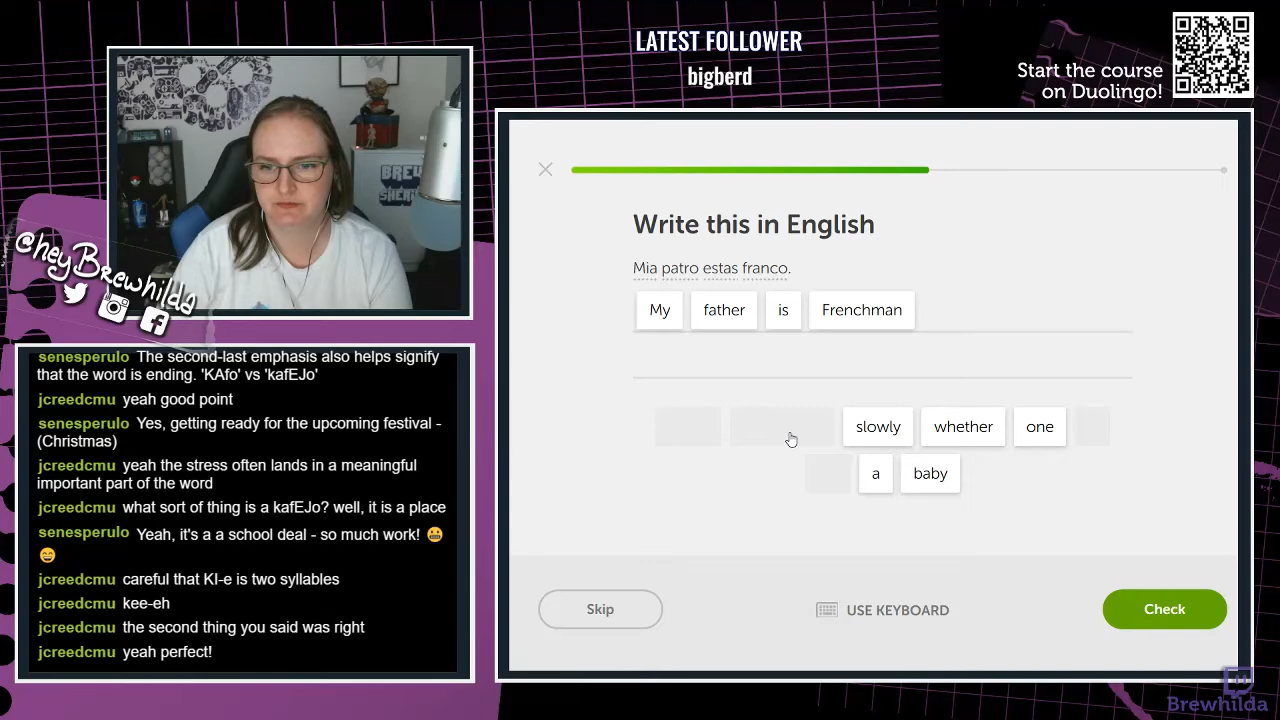 LATEST FOLLOWER
bigberd
Start the course
on Duolingo!
BREW
SHERIFF
@heyBrewhilda
Write this in English
Mia patro estas franco.
My father is Frenchman
slowly whether one
a baby
Skip
USE KEYBOARD
Check
senesperulo The second-last emphasis also helps signify
that the word is ending. 'KAfo' vs 'kafEJo'
jcreedcmu yeah good point
senesperulo Yes, getting ready for the upcoming festival -
(Christmas)
jcreedcmu yeah the stress often lands in a meaningful
important part of the word
jcreedcmu what sort of thing is a kafEJo? well, it is a place
senesperulo Yeah, it's a a school deal - so much work! 😬
😄
jcreedcmu careful that KI-e is two syllables
jcreedcmu kee-eh
jcreedcmu the second thing you said was right
jcreedcmu yeah perfect!
Brewhilda